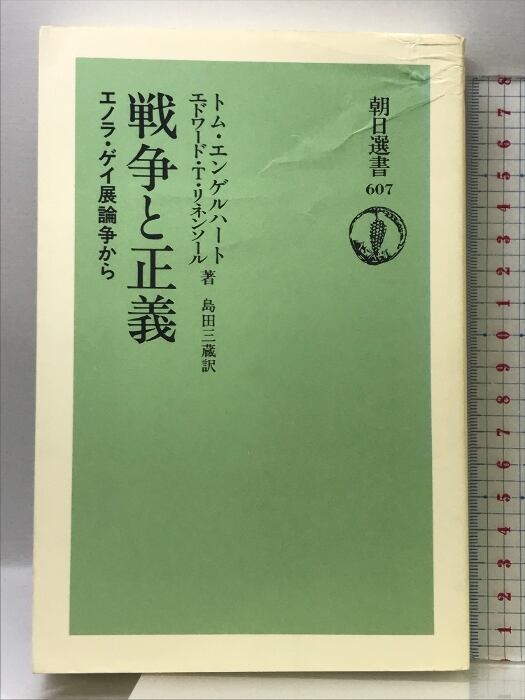 朝日選書
607
トム・エンゲルハート
エドワード・T・リネンソール
著
島田三蔵訳
戦争と正義
エノラ・ゲイ展論争から